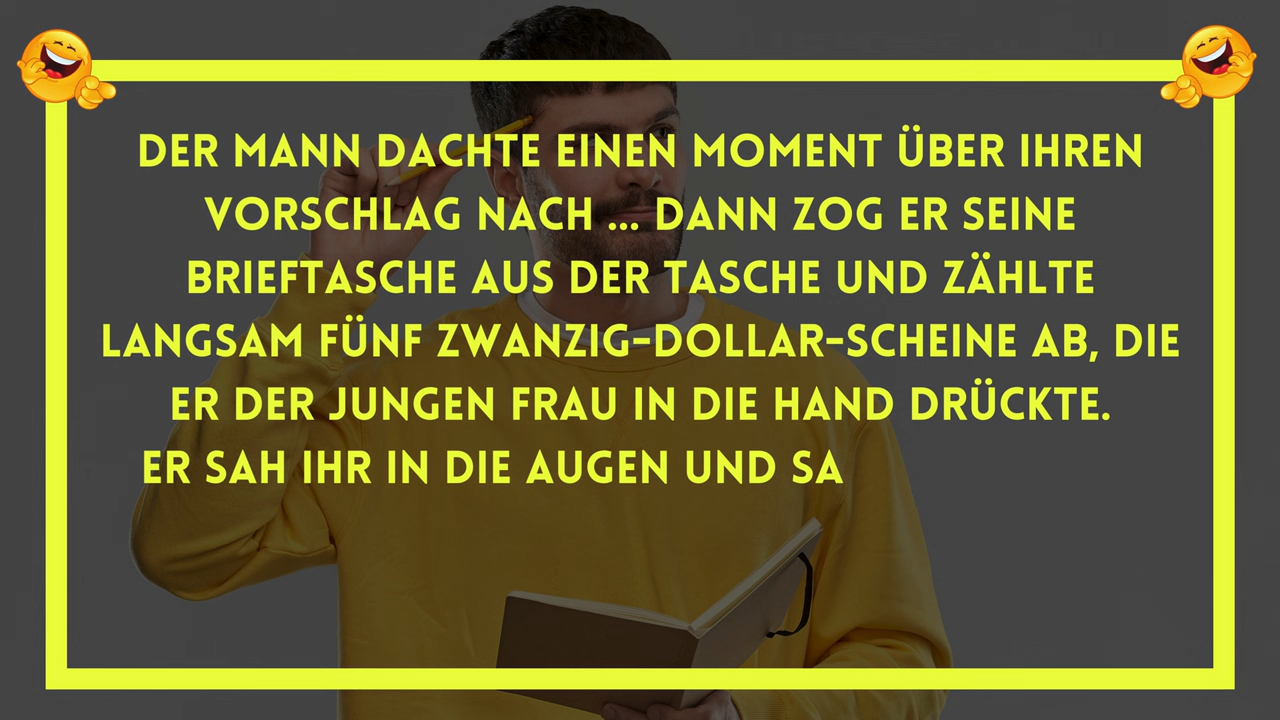 DER MANN DACHTE EINEN MOMENT ÜBER IHREN
VORSCHLAG NACH ... DANN ZOG ER SEINE
BRIEFTASCHE AUS DER TASCHE UND ZÄHLTE
LANGSAM FÜNF ZWANZIG-DOLLAR-SCHEINE AB, DIE
ER DER JUNGEN FRAU IN DIE HAND DRÜCKTE.
ER SAH IHR IN DIE AUGEN UND SA